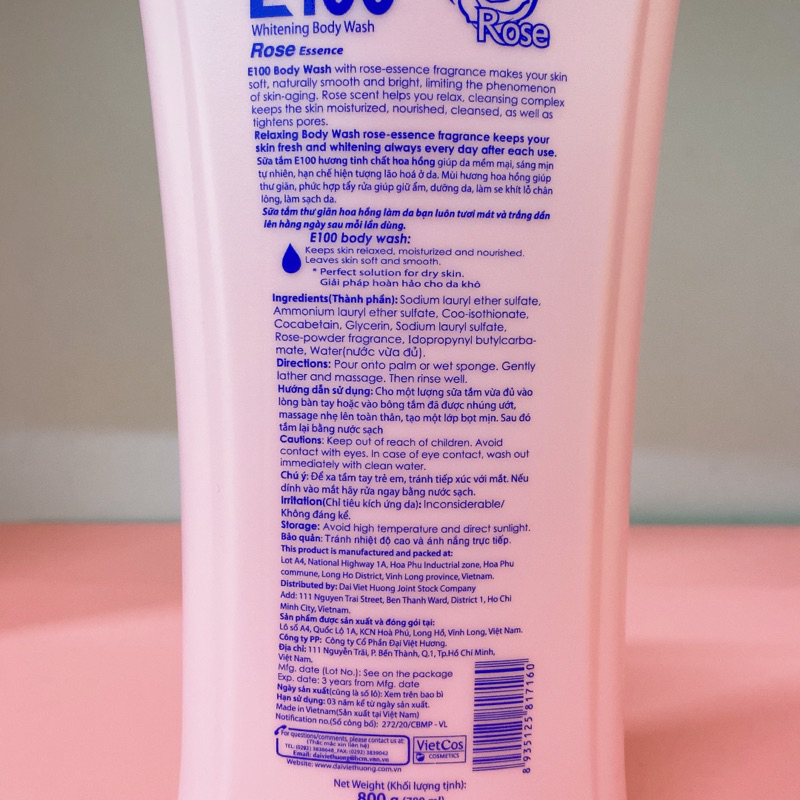 E100
Rose
Whitening Body Wash
Rose Essence
E100 Body Wash with rose-essence fragrance makes your skin
soft, naturally smooth and bright, limiting the phenomenon
of skin-aging. Rose scent helps you relax, cleansing complex
keeps the skin moisturized, nourished, cleansed, as well as
tightens pores.
Relaxing Body Wash rose-essence fragrance keeps your
skin fresh and whitening always every day after each use.
Sữa tắm E100 hương tinh chất hoa hồng giúp da mềm mại, sáng mịn
tự nhiên, hạn chế hiện tượng lão hoá ở da. Mùi hương hoa hồng giúp
thư giãn, phức hợp tẩy rửa giúp giữ ẩm, dưỡng da, làm se khít lỗ chân
lông, làm sạch da.
Sữa tắm thư giãn hoa hồng làm da bạn luôn tươi mát và trắng dần
lên hằng ngày sau mỗi lần dùng.
E100 body wash:
Keeps skin relaxed, moisturized and nourished.
Leaves skin soft and smooth.
* Perfect solution for dry skin.
Giải pháp hoàn hảo cho da khô
Ingredients(Thành phần): Sodium lauryl ether sulfate,
Ammonium lauryl ether sulfate, Coo-isothionate,
Cocabetain, Glycerin, Sodium lauryl sulfate,
Rose-powder fragrance, Idopropynyl butylcarba-
mate, Water(nước vừa đủ).
Directions: Pour onto palm or wet sponge. Gently
lather and massage. Then rinse well.
Hướng dẫn sử dụng: Cho một lượng sữa tắm vừa đủ vào
lòng bàn tay hoặc vào bông tắm đã được nhúng ướt,
massage nhẹ lên toàn thân, tạo một lớp bọt mịn. Sau đó
tắm lại bằng nước sạch
Cautions: Keep out of reach of children. Avoid
contact with eyes. In case of eye contact, wash out
immediately with clean water.
Chú ý: Để xa tầm tay trẻ em, tránh tiếp xúc với mắt. Nếu
dính vào mắt hãy rửa ngay bằng nước sạch.
Irritation(Chỉ tiêu kích ứng da): Inconsiderable/
Không đáng kể.
Storage: Avoid high temperature and direct sunlight.
Bảo quản: Tránh nhiệt độ cao và ánh nắng trực tiếp.
This product is manufactured and packed at:
Lot A4, National Highway 1A, Hoa Phu Inductrial zone, Hoa Phu
commune, Long Ho District, Vinh Long province, Vietnam.
Distributed by: Dai Viet Huong Joint Stock Company
Add: 111 Nguyen Trai Street, Ben Thanh Ward, District 1, Ho Chi
Minh City, Vietnam.
Sản phẩm được sản xuất và đóng gói tại:
Lô số A4, Quốc Lộ 1A, KCN Hoà Phú, Long Hồ, Vĩnh Long, Việt Nam.
Công ty PP: Công ty Cổ Phần Đại Việt Hương.
Địa chỉ: 111 Nguyễn Trãi, P. Bến Thành, Q.1, Tp.Hồ Chí Minh,
Việt Nam.
Mfg. date (Lot No.): See on the package
Exp. date: 3 years from Mfg. date
Ngày sản xuất(cũng là số lô): Xem trên bao bì
Hạn sử dụng: 03 năm kể từ ngày sản xuất.
Made in Vietnam(Sản xuất tại Việt Nam)
Notification no.(Số công bố): 272/20/CBMP - VL
For questions/comments, please contact us at:
(Thắc mắc xin liên hệ)
TEL: (0292) 3838648_FAX: (0292) 3839042
Email: daiviethuong@hcm.vnn.vn
Website: www.daiviethuong.com.vn
VietCos
COSMETICS
8 935125 817160
Net Weight (Khối lượng tịnh):
800 g (780 ml)